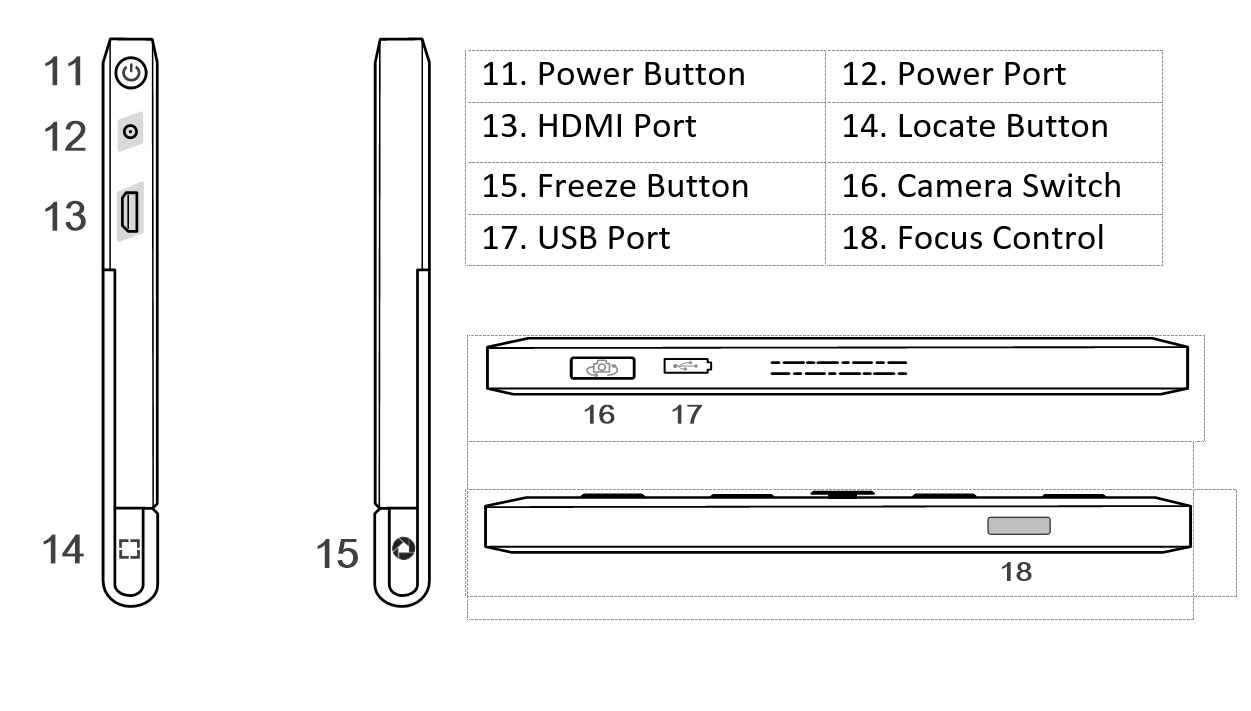 11
12
13
14
15
11. Power Button 12. Power Port
13. HDMI Port 14. Locate Button
15. Freeze Button 16. Camera Switch
17. USB Port 18. Focus Control
16 17
18